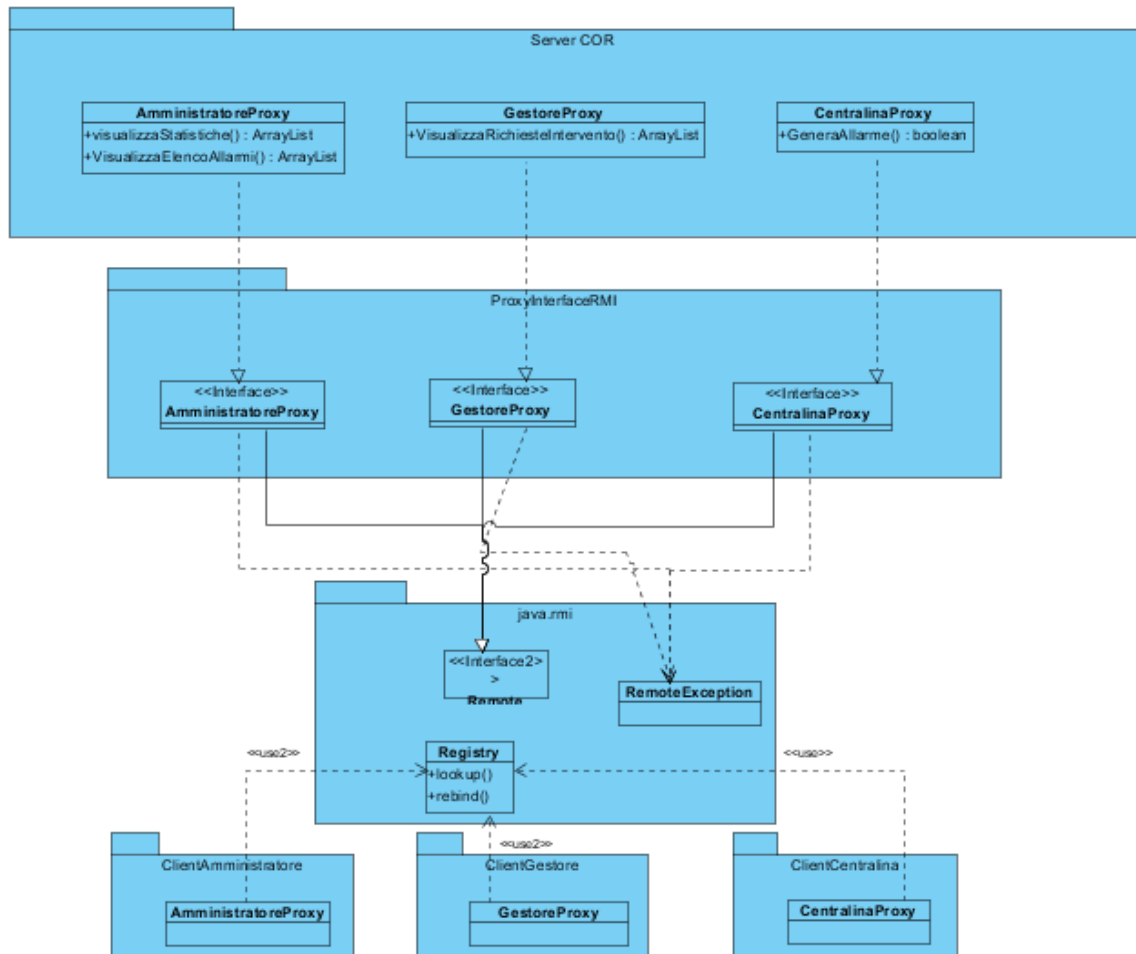 Server COR
AmministratoreProxy
+visualizzaStatistiche() : ArrayList
+VisualizzaElencoAllarmi() : ArrayList
GestoreProxy
+VisualizzaRichiesteIntervento() : ArrayList
CentralinaProxy
+GeneraAllarme() : boolean
ProxyInterfaceRMI
<<Interface>>
AmministratoreProxy
<<Interface>>
GestoreProxy
<<Interface>>
CentralinaProxy
java.rmi
<<Interface2>
>
Remote
RemoteException
<<use2>>
<<use>>
Registry
+lookup()
+rebind()
<<use2>>
ClientAmministratore
AmministratoreProxy
ClientGestore
GestoreProxy
ClientCentralina
CentralinaProxy